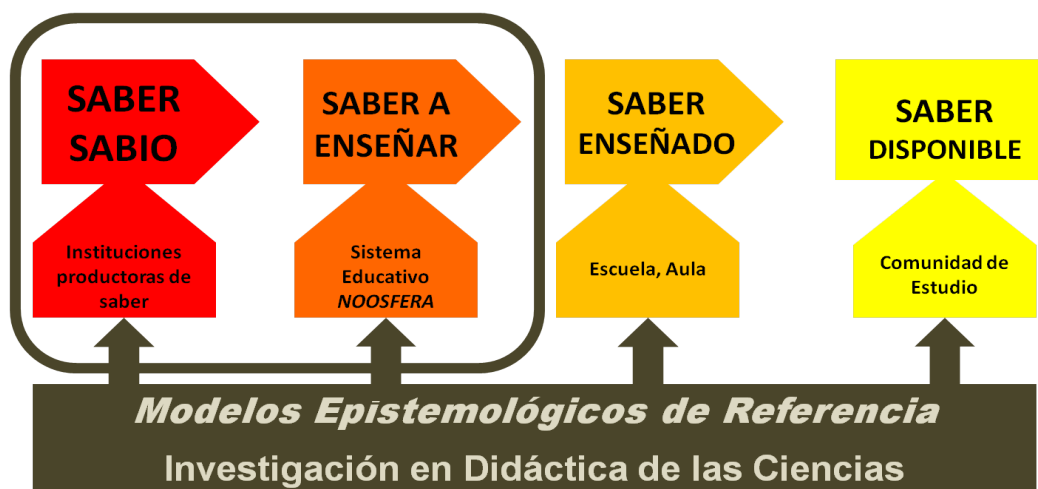 SABER
SABIO
SABER A
ENSEÑAR
SABER
ENSEÑADO
SABER
DISPONIBLE
Instituciones
productoras de
saber
Sistema
Educativo
NOOSFERA
Escuela, Aula
Comunidad de
Estudio
Modelos Epistemológicos de Referencia
Investigación en Didáctica de las Ciencias